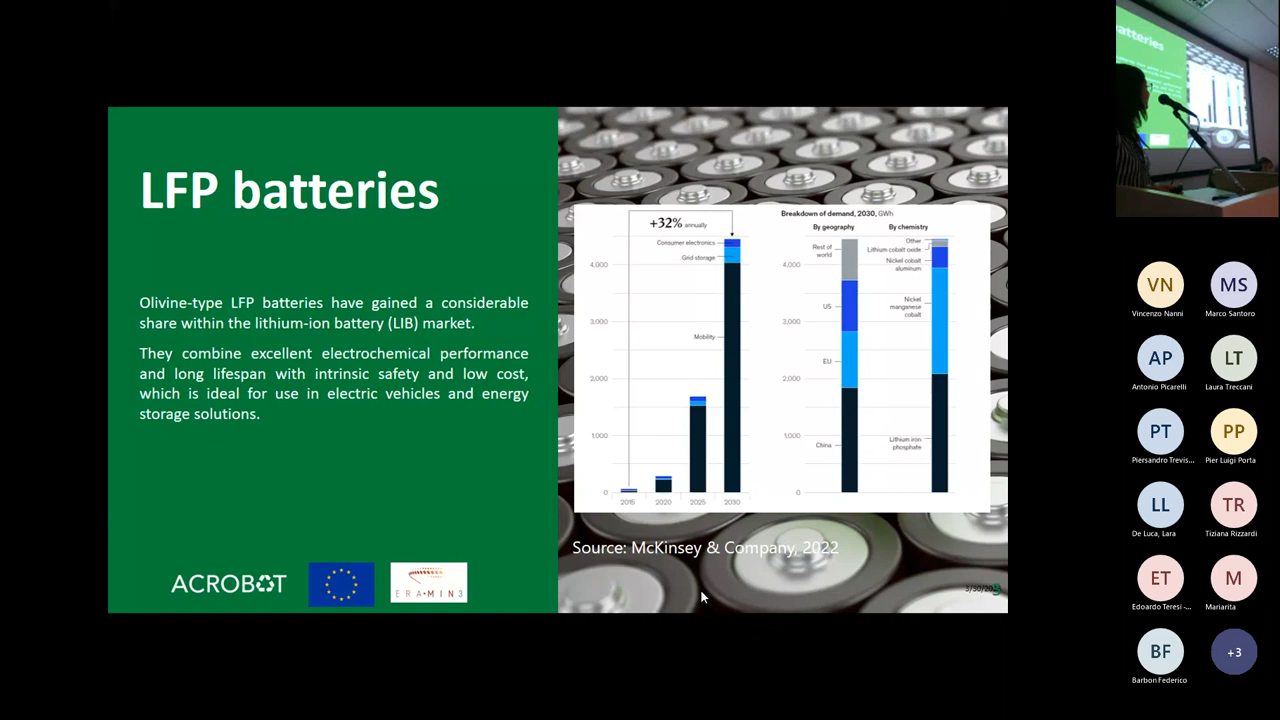 LFP batteries
Olivine-type LFP batteries have gained a considerable
share within the lithium-ion battery (LIB) market.
They combine excellent electrochemical performance
and long lifespan with intrinsic safety and low cost,
which is ideal for use in electric vehicles and energy
storage solutions.
ACROBOT
ERA·MIN3
+32% annually
Consumer electronics
Grid storage
4,000
3,000
Mobility
2,000
1,000
0
2015 2020 2025 2030
Breakdown of demand, 2030, GWh
By geography
By chemistry
Rest of
world
4,000
US
3,000
EU
2,000
China
1,000
0
Other
Lithium cobalt oxide
Nickel cobalt
aluminum
Nickel
manganese
cobalt
Lithium iron
phosphate
Source: McKinsey & Company, 2022
atteries
VN
Vincenzo Nanni
MS
Marco Santoro
AP
Antonio Picarelli
LT
Laura Treccani
PT
Piersandro Trevis...
PP
Pier Luigi Porta
LL
De Luca, Lara
TR
Tiziana Rizzardi
ET
Edoardo Teresi -...
M
Mariarita
BF
Barbon Federico
+3